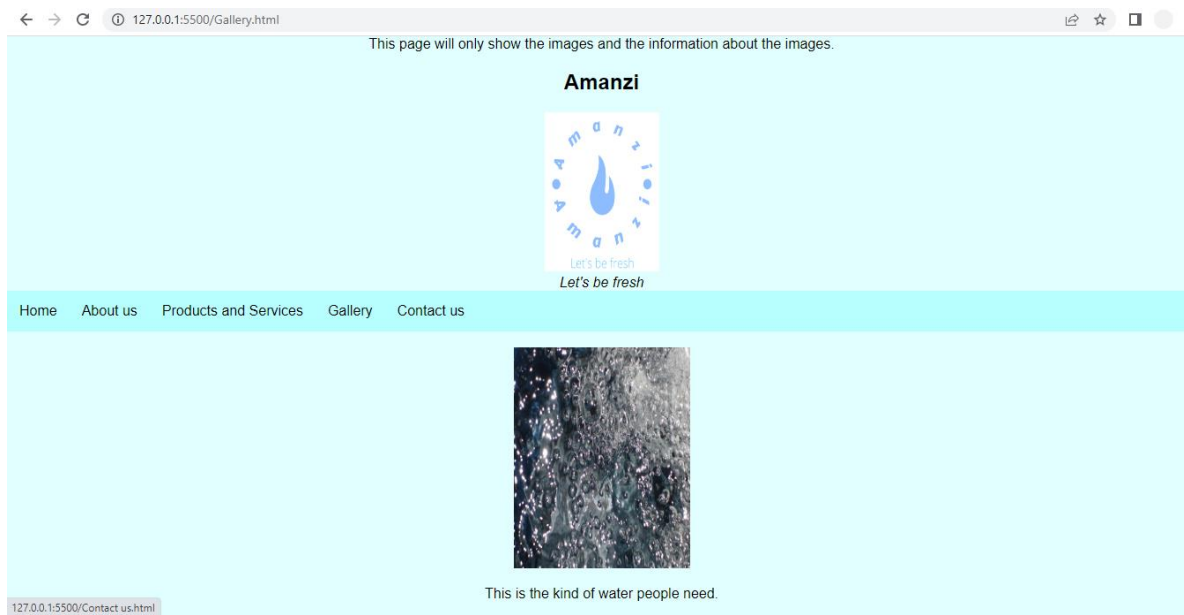 127.0.0.1:5500/Gallery.html
This page will only show the images and the information about the images.
Amanzi
Amanzi
Amanzi
Let's be fresh
Let's be fresh
Home About us Products and Services Gallery Contact us
This is the kind of water people need.
127.0.0.1:5500/Contact us.html